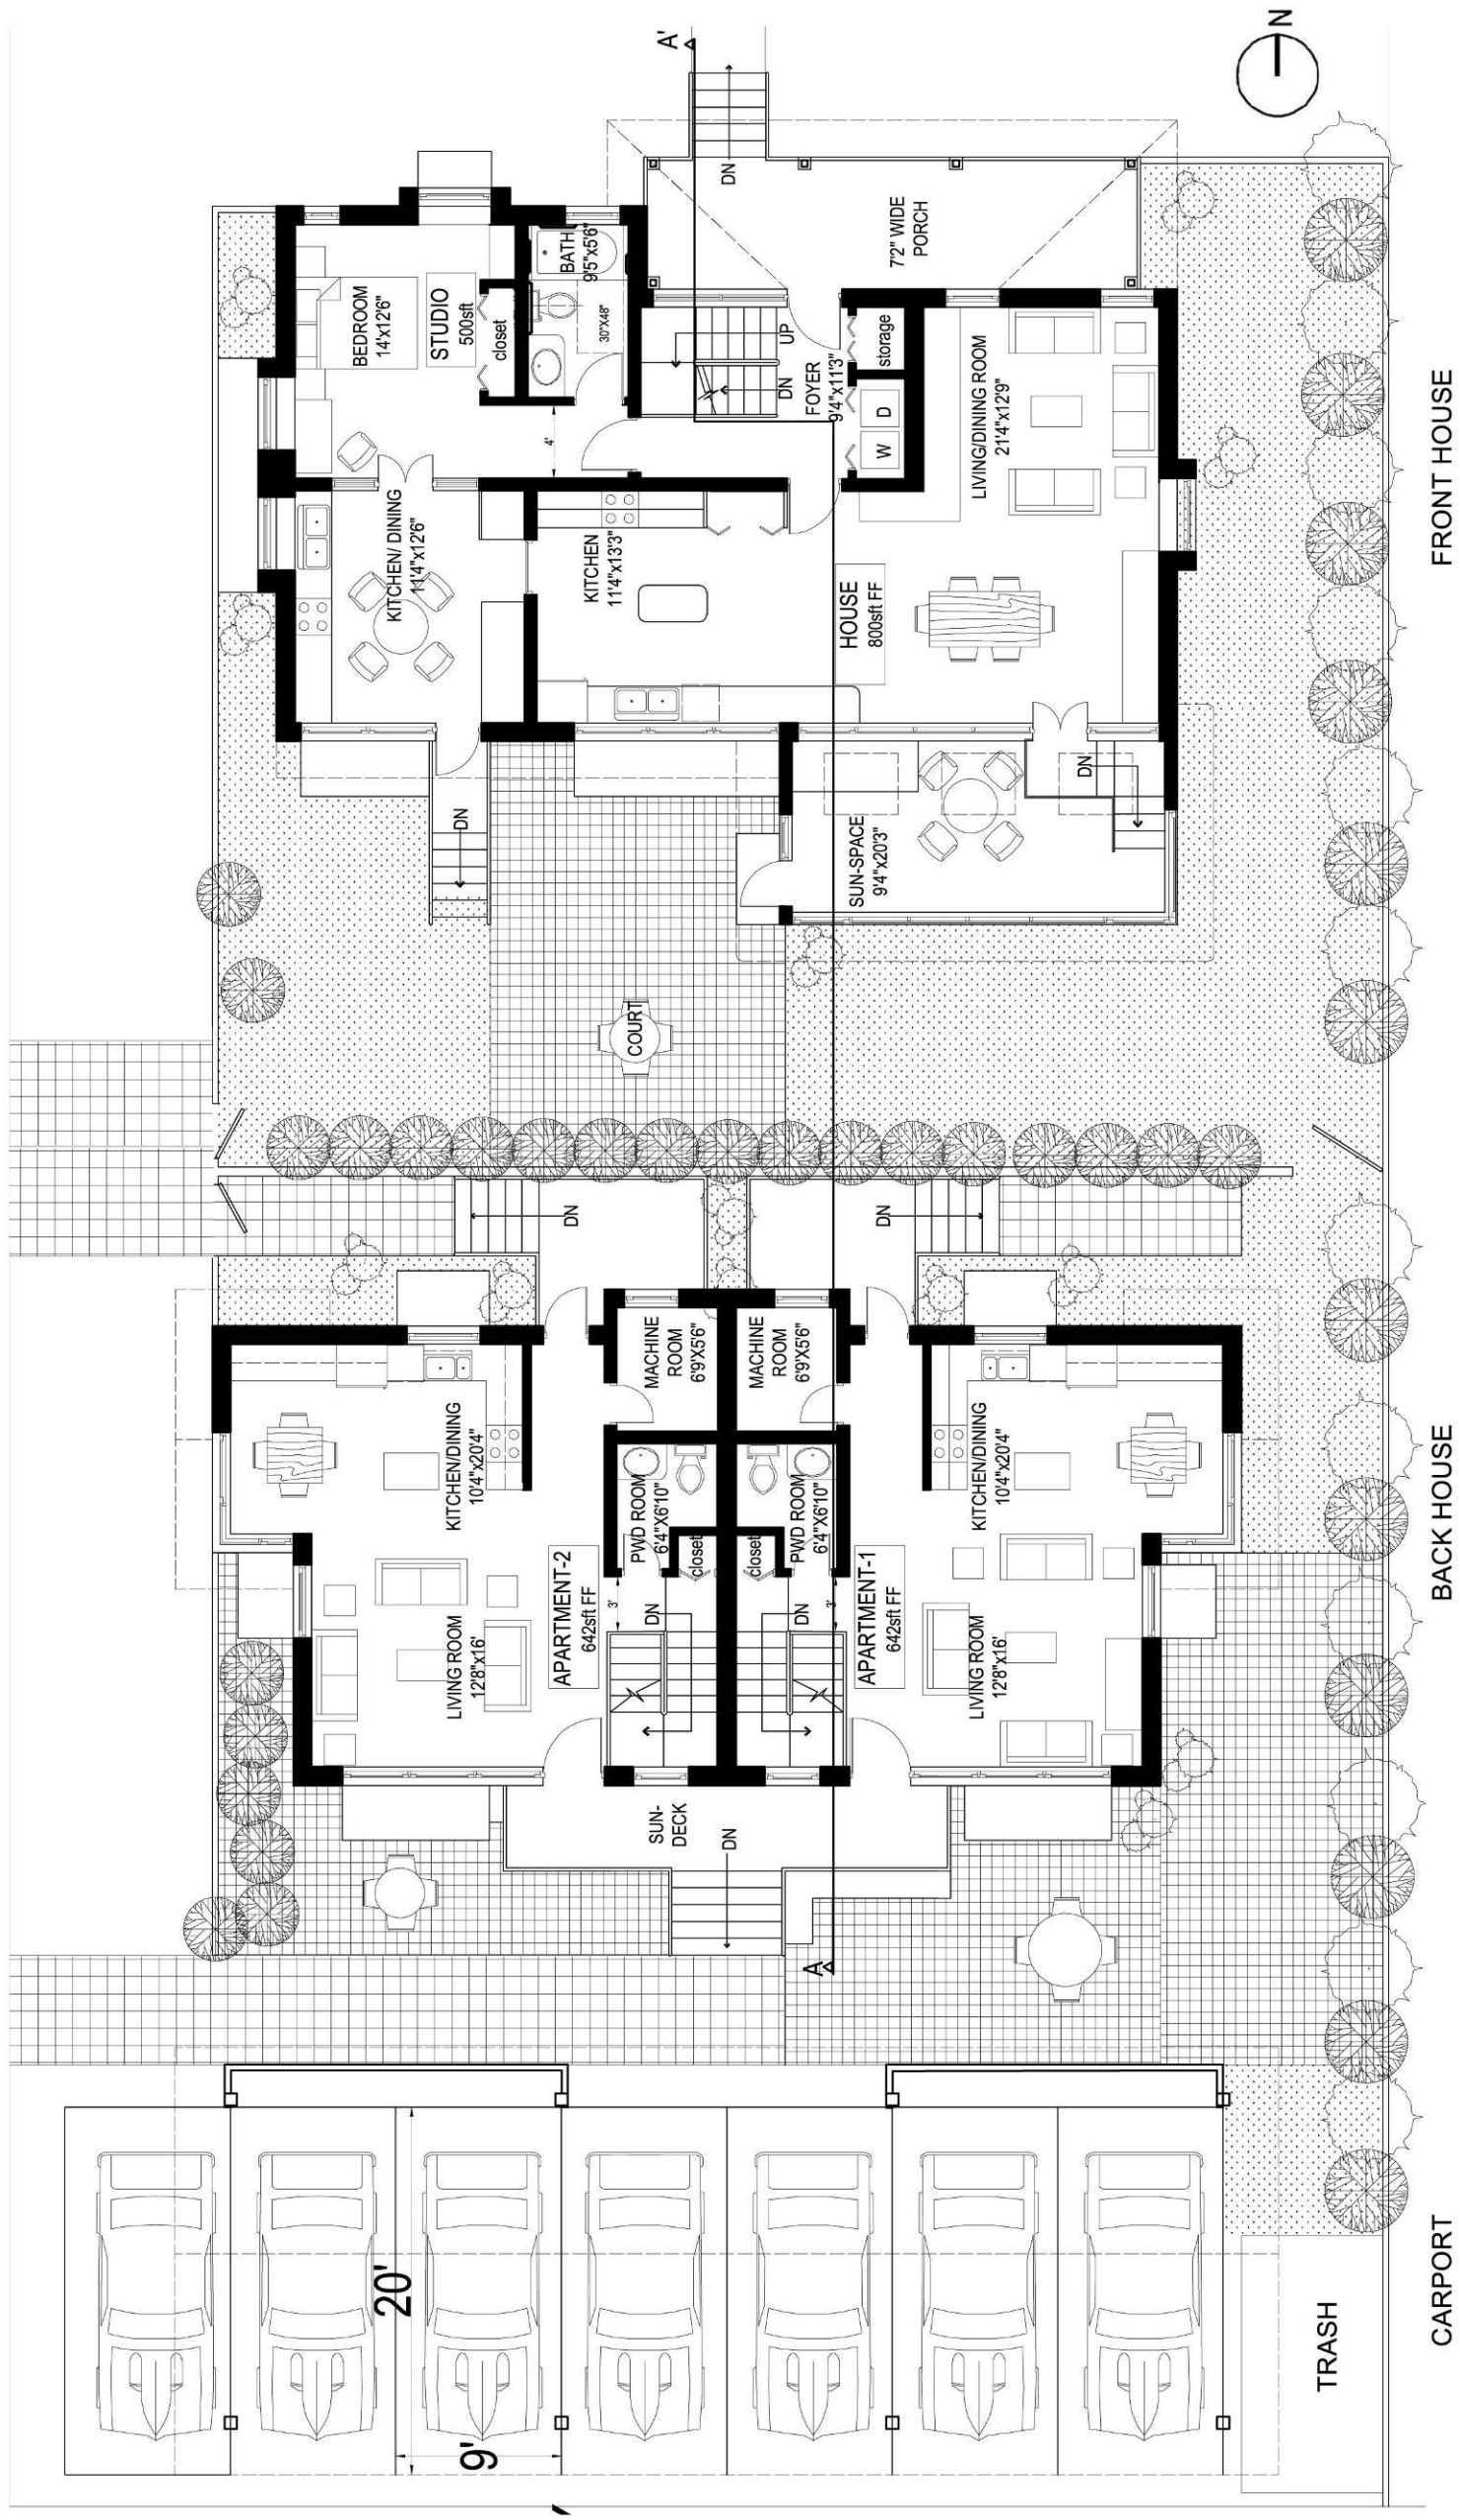 A'
N
DN
7'2" WIDE
PORCH
BATH
9'5"x5'6"
30"X48"
BEDROOM
14'x12'6"
STUDIO
500sft
closet
4'
UP
DN
FOYER
9'4"x11'3"
storage
W
D
LIVING/DINING ROOM
21'4"x12'9"
KITCHEN/ DINING
11'4"x12'6"
KITCHEN
11'4"x13'3"
HOUSE
800sft FF
DN
DN
SUN-SPACE
9'4"x20'3"
COURT
FRONT HOUSE
DN
DN
MACHINE
ROOM
6'9'X5'6"
MACHINE
ROOM
6'9'X5'6"
KITCHEN/DINING
10'4"x20'4"
KITCHEN/DINING
10'4"x20'4"
PWD ROOM
6'4"X6'10"
PWD ROOM
6'4"X6'10"
closet
closet
APARTMENT-2
642sft FF
APARTMENT-1
642sft FF
3'
3'
DN
DN
LIVING ROOM
12'8"x16'
LIVING ROOM
12'8"x16'
SUN-
DECK
DN
A
BACK HOUSE
20'
9'
TRASH
CARPORT